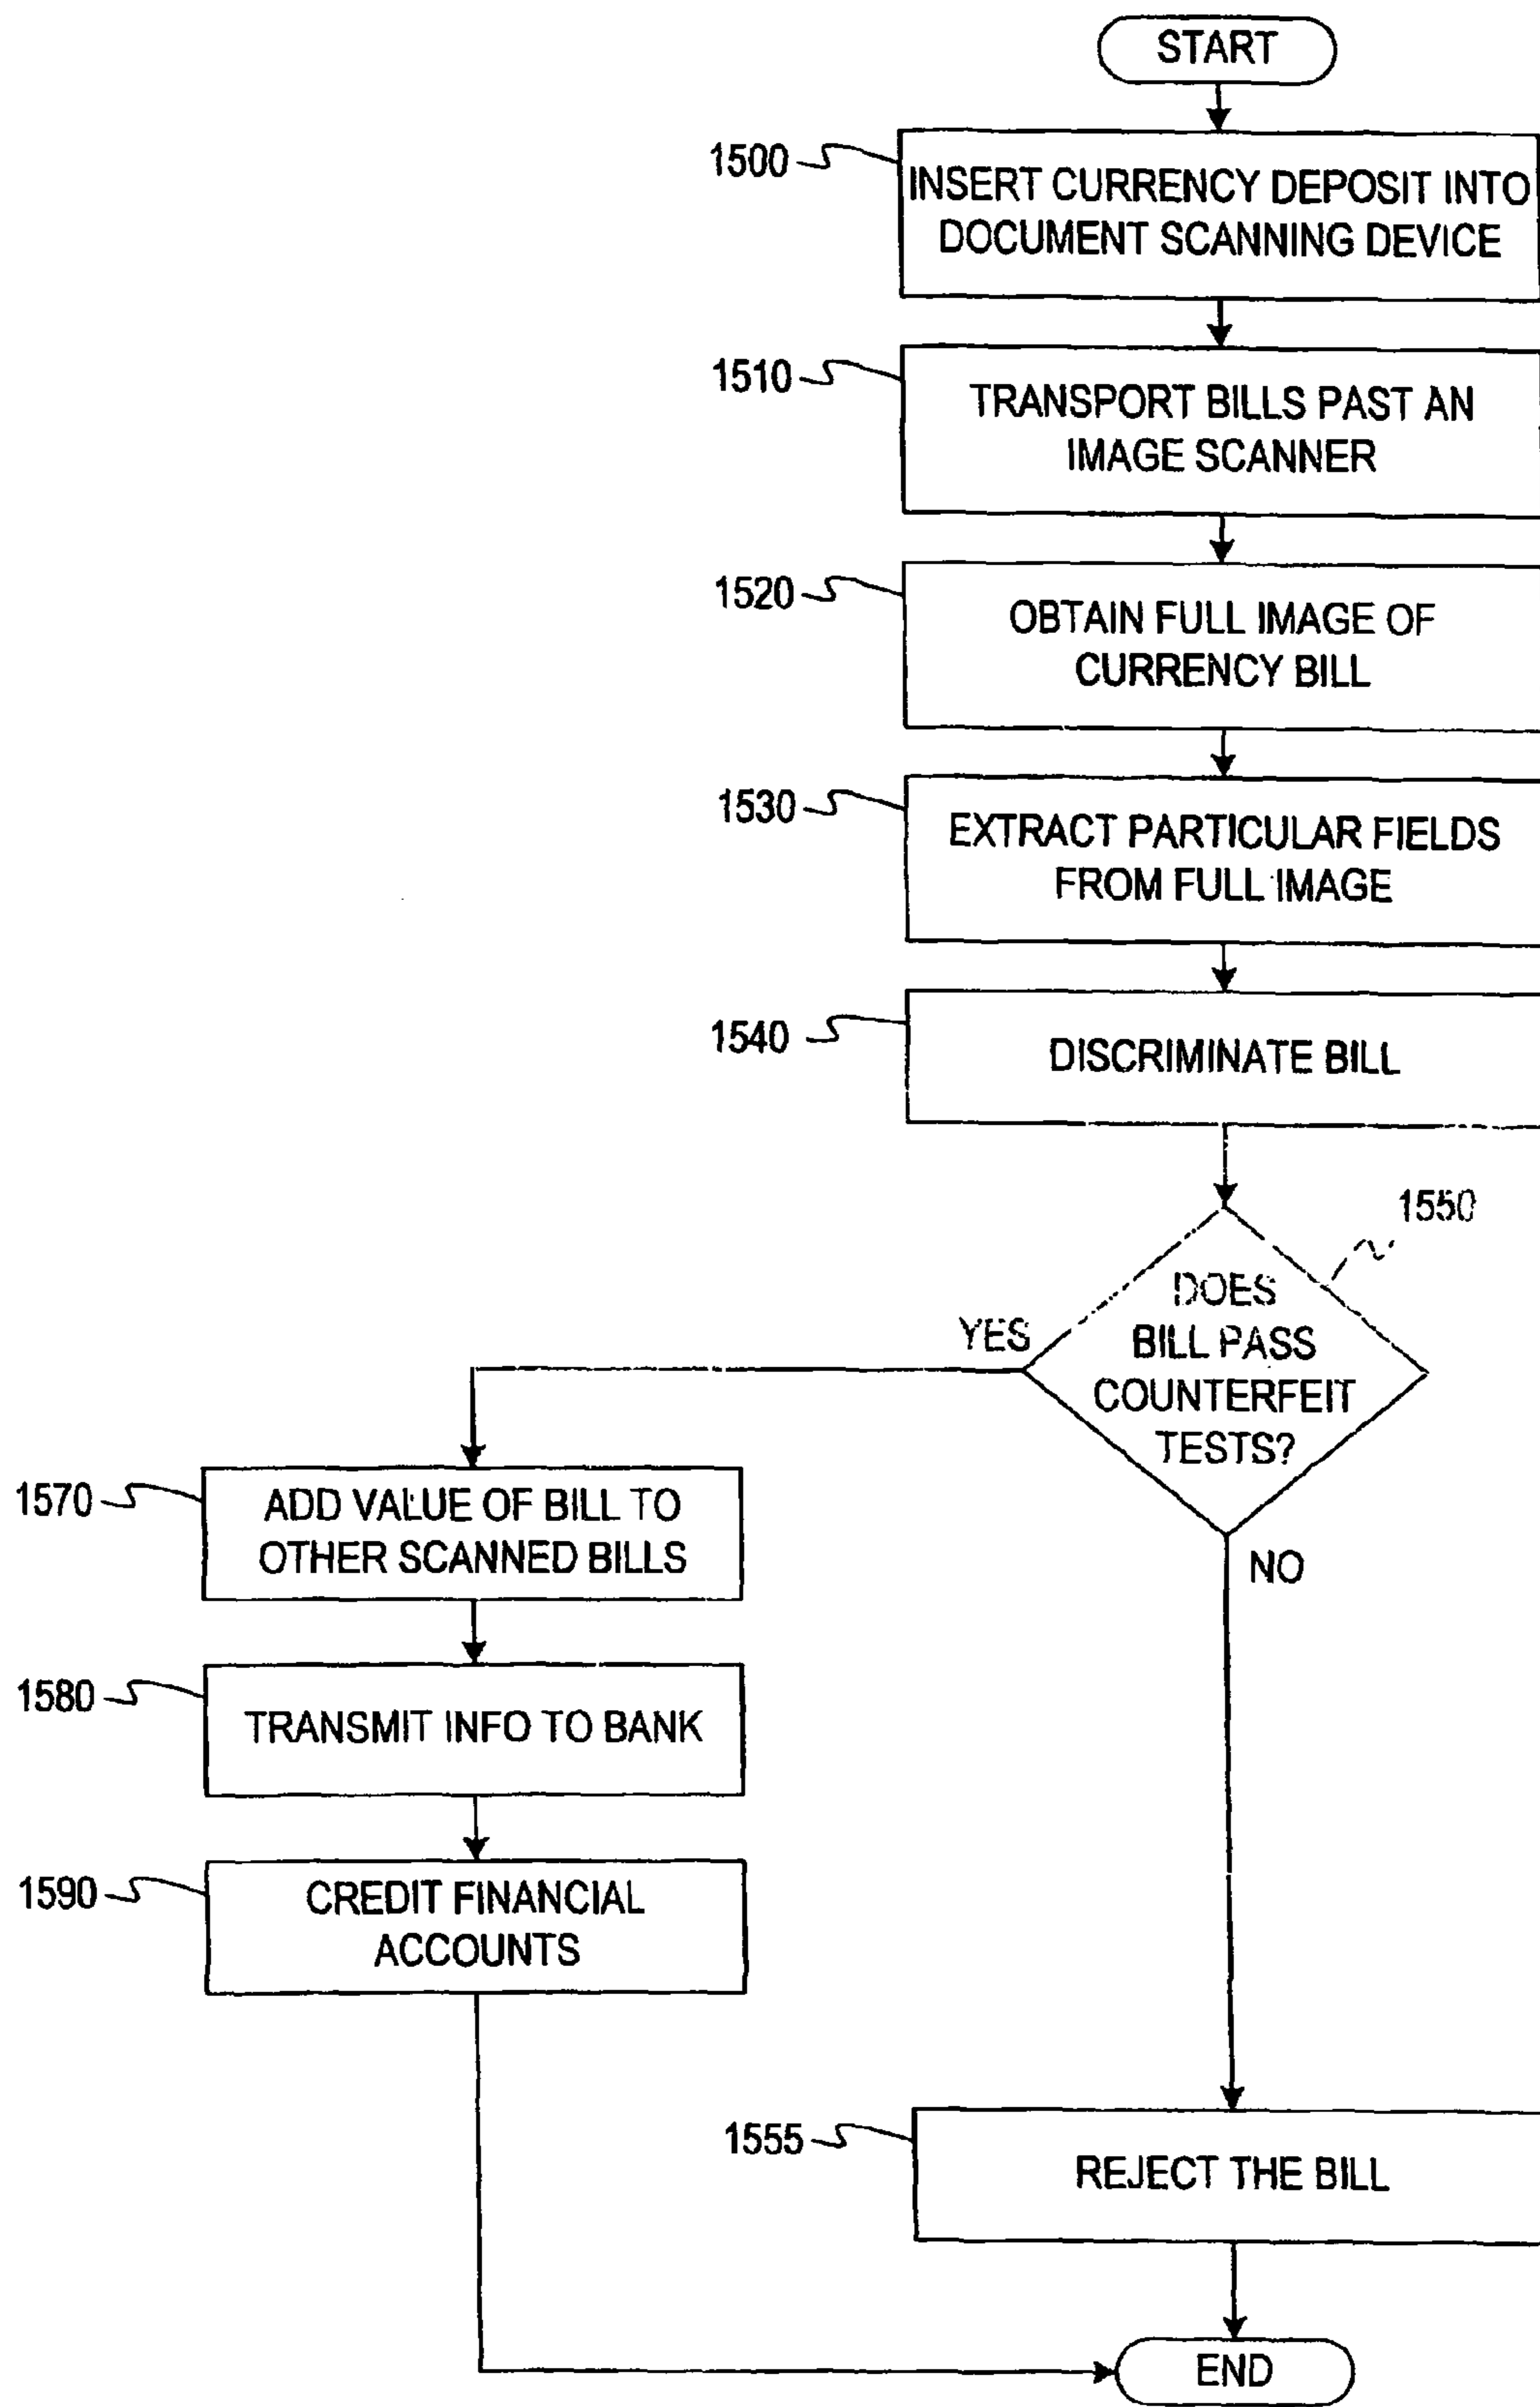 START
1500
INSERT CURRENCY DEPOSIT INTO
DOCUMENT SCANNING DEVICE
1510
TRANSPORT BILLS PAST AN
IMAGE SCANNER
1520
OBTAIN FULL IMAGE OF
CURRENCY BILL
1530
EXTRACT PARTICULAR FIELDS
FROM FULL IMAGE
1540
DISCRIMINATE BILL
1550
DOES
BILL PASS
COUNTERFEIT
TESTS?
YES
NO
1570
ADD VALUE OF BILL TO
OTHER SCANNED BILLS
1580
TRANSMIT INFO TO BANK
1590
CREDIT FINANCIAL
ACCOUNTS
1555
REJECT THE BILL
END